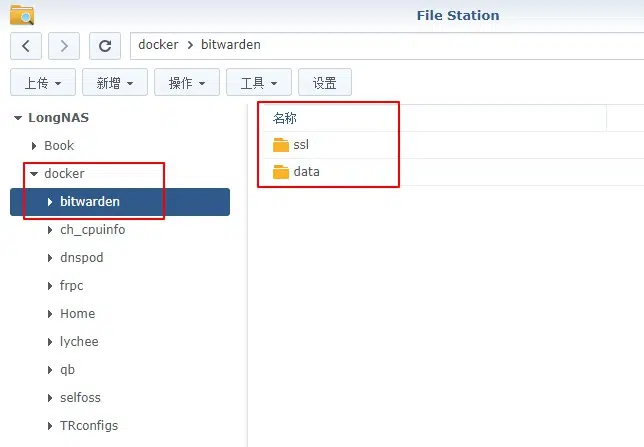 File Station
docker > bitwarden
上传 新增 操作 工具 设置
LongNAS
Book
docker
bitwarden
ch_cpuinfo
dnspod
frpc
Home
lychee
qb
selfoss
TRconfigs
名称
ssl
data